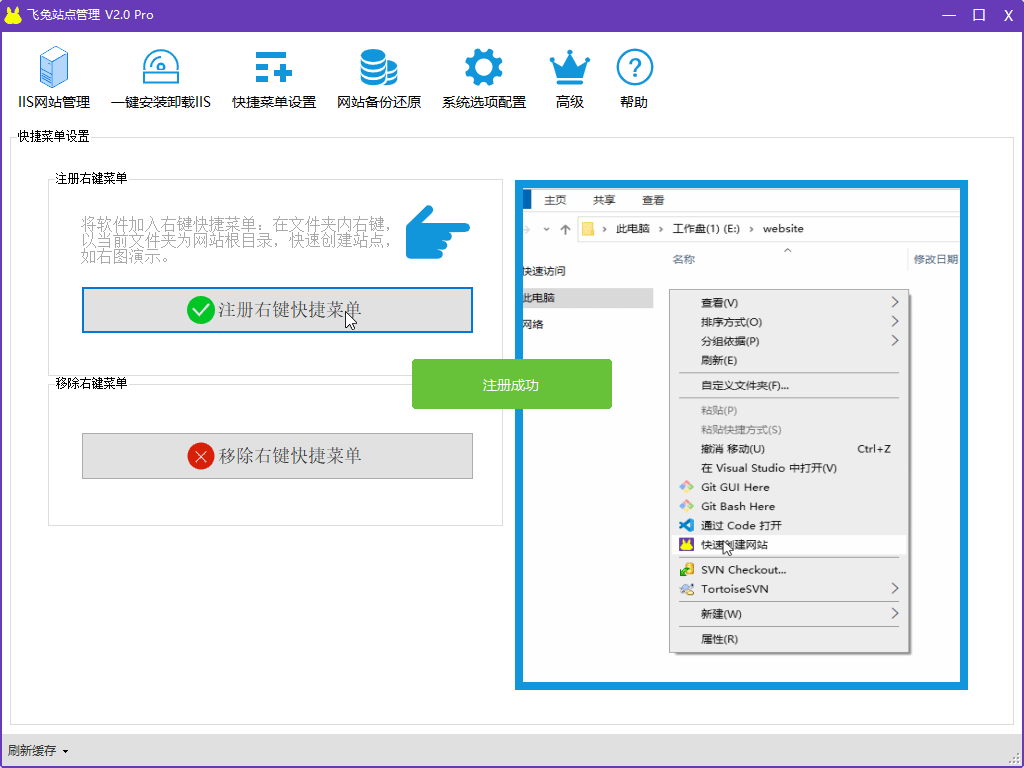 飞兔站点管理 V2.0 Pro
IIS网站管理
一键安装卸载IIS
快捷菜单设置
网站备份还原
系统选项配置
高级
帮助
快捷菜单设置
注册右键菜单
将软件加入右键快捷菜单：在文件夹内右键，
以当前文件夹为网站根目录，快速创建站点，
如右图演示。
注册右键快捷菜单
移除右键菜单
移除右键快捷菜单
注册成功
主页 共享 查看
此电脑 › 工作盘(1) (E:) › website
名称 修改日期
快速访问
此电脑
网络
查看(V)
排序方式(O)
分组依据(P)
刷新(E)
自定义文件夹(F)...
粘贴(P)
粘贴快捷方式(S)
撤消 移动(U) Ctrl+Z
在 Visual Studio 中打开(V)
Git GUI Here
Git Bash Here
通过 Code 打开
快速创建网站
SVN Checkout...
TortoiseSVN
新建(W)
属性(R)
刷新缓存